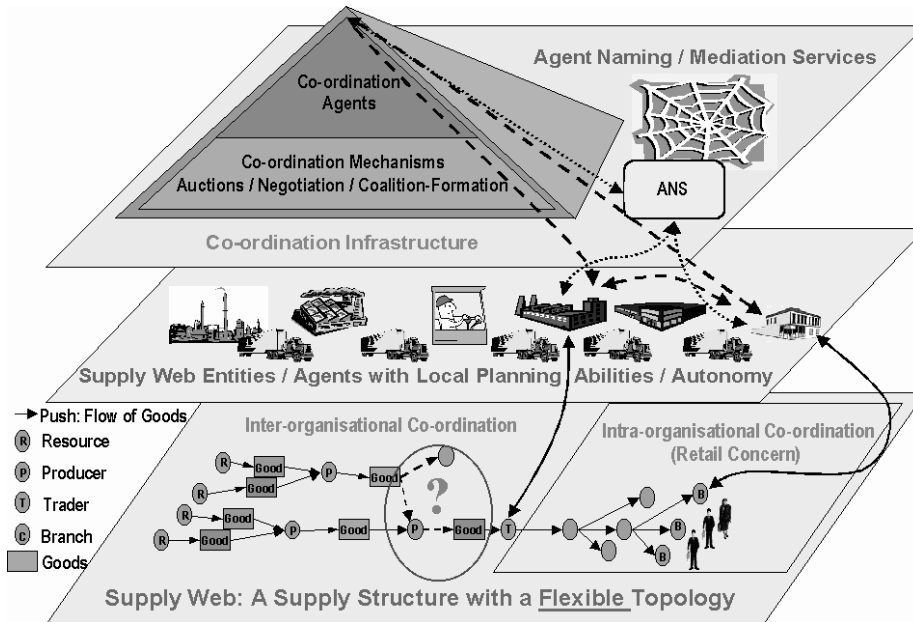 Agent Naming / Mediation Services
Co-ordination
Agents
Co-ordination Mechanisms
Auctions / Negotiation / Coalition-Formation
ANS
Co-ordination Infrastructure
Supply Web Entities / Agents with Local Planning Abilities / Autonomy
Push: Flow of Goods
R Resource
P Producer
T Trader
C Branch
Goods
Inter-organisational Co-ordination
Intra-organisational Co-ordination
(Retail Concern)
R Good P Good
R Good
?
R Good P Good P Good T
R Good
B
B
B
Supply Web: A Supply Structure with a Flexible Topology